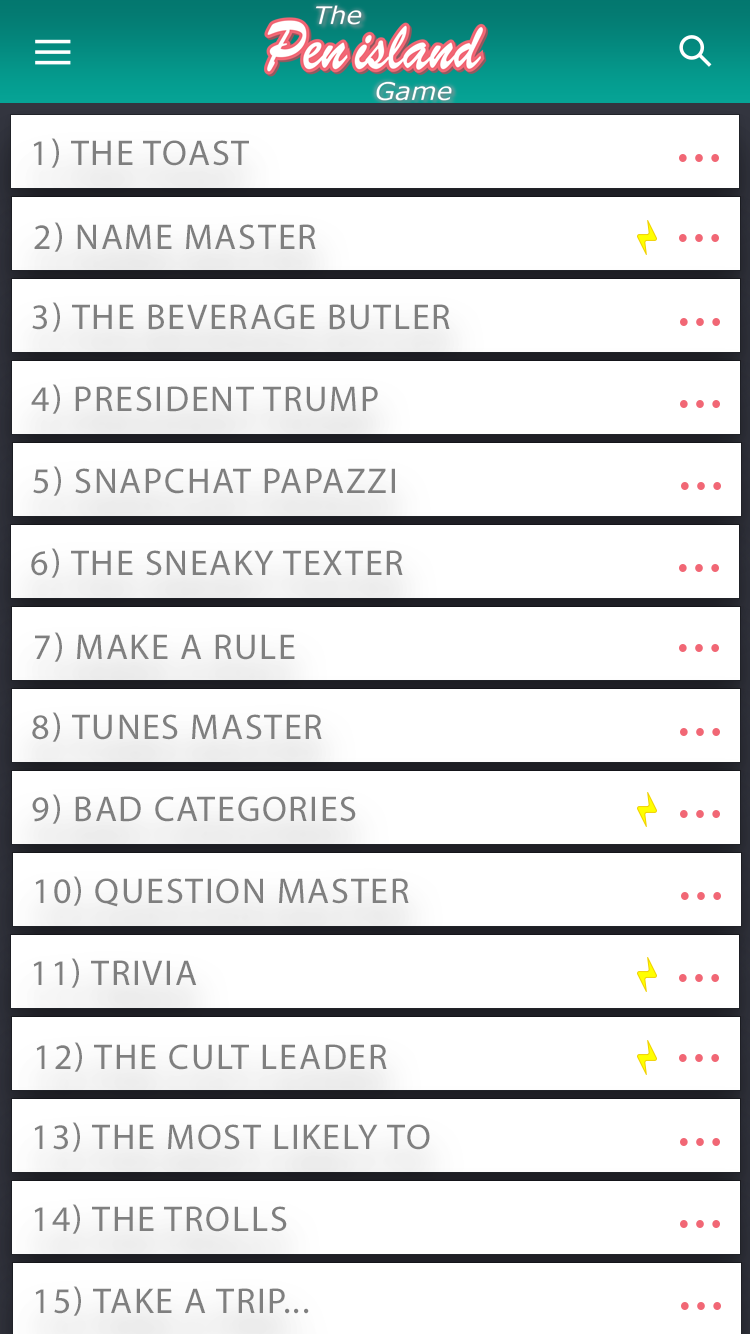 The
Pen island
Game
1) THE TOAST
2) NAME MASTER
3) THE BEVERAGE BUTLER
4) PRESIDENT TRUMP
5) SNAPCHAT PAPAZZI
6) THE SNEAKY TEXTER
7) MAKE A RULE
8) TUNES MASTER
9) BAD CATEGORIES
10) QUESTION MASTER
11) TRIVIA
12) THE CULT LEADER
13) THE MOST LIKELY TO
14) THE TROLLS
15) TAKE A TRIP...